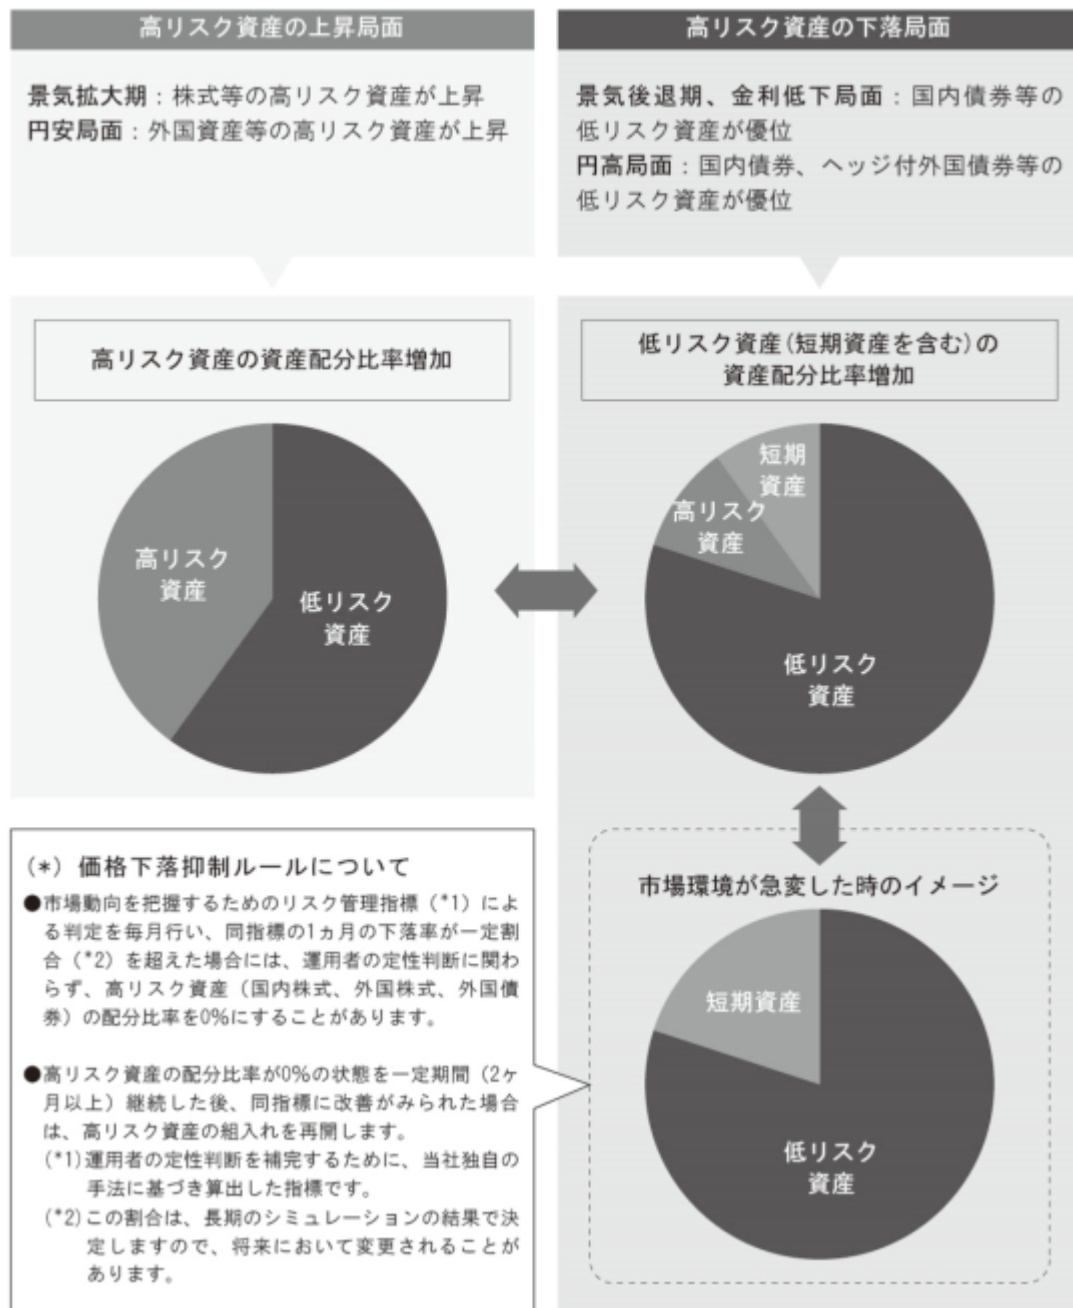 高リスク資産の上昇局面
景気拡大期：株式等の高リスク資産が上昇
円安局面：外国資産等の高リスク資産が上昇
高リスク資産の資産配分比率増加
高リスク
資産
低リスク
資産
高リスク資産の下落局面
景気後退期、金利低下局面：国内債券等の
低リスク資産が優位
円高局面：国内債券、ヘッジ付外国債券等の
低リスク資産が優位
低リスク資産(短期資産を含む)の
資産配分比率増加
短期
資産
高リスク
資産
低リスク
資産
(*) 価格下落抑制ルールについて
●市場動向を把握するためのリスク管理指標（*1）によ
る判定を毎月行い、同指標の1ヵ月の下落率が一定割
合（*2）を超えた場合には、運用者の定性判断に関わ
らず、高リスク資産（国内株式、外国株式、外国債
券）の配分比率を0%にすることがあります。
●高リスク資産の配分比率が0%の状態を一定期間（2ヶ
月以上）継続した後、同指標に改善がみられた場合
は、高リスク資産の組入れを再開します。
(*1)運用者の定性判断を補完するために、当社独自の
手法に基づき算出した指標です。
(*2)この割合は、長期のシミュレーションの結果で決
定しますので、将来において変更されることが
あります。
市場環境が急変した時のイメージ
短期資産
低リスク
資産